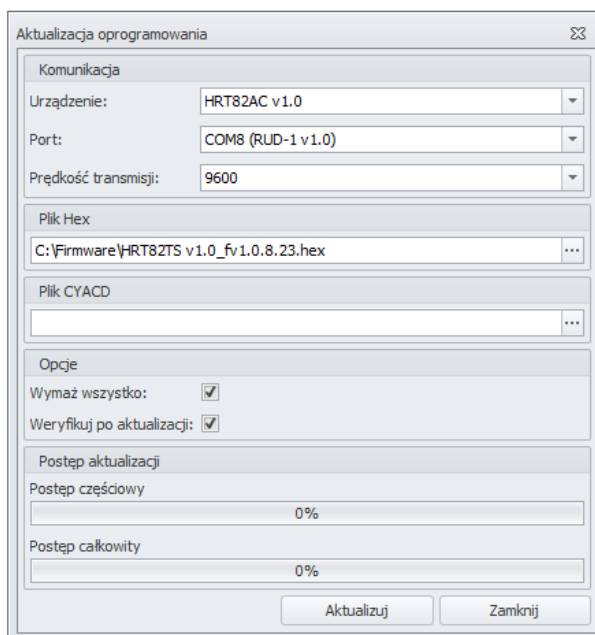 Aktualizacja oprogramowania
Komunikacja
Urządzenie: HRT82AC v1.0
Port: COM8 (RUD-1 v1.0)
Prędkość transmisji: 9600
Plik Hex
C:\Firmware\HRT82TS v1.0_fv1.0.8.23.hex ...
Plik CYACD
...
Opcje
Wymaż wszystko:
Weryfikuj po aktualizacji:
Postęp aktualizacji
Postęp częściowy
0%
Postęp całkowity
0%
Aktualizuj Zamknij